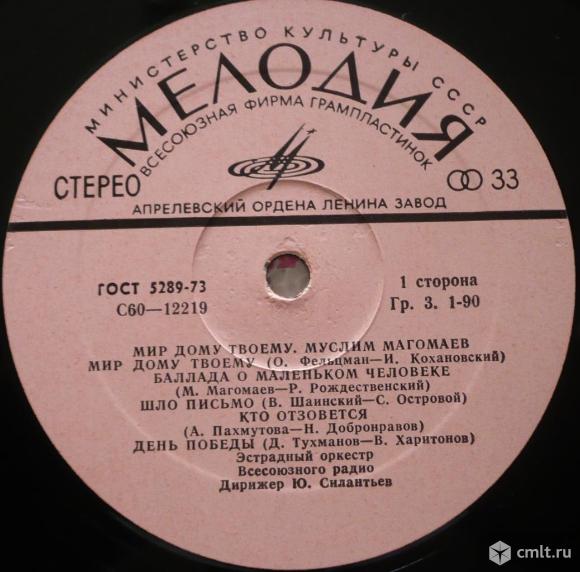 МИНИСТЕРСТВО КУЛЬТУРЫ СССР
МЕЛОДИЯ
ВСЕСОЮЗНАЯ ФИРМА ГРАМПЛАСТИНОК
СТЕРЕО
33
АПРЕЛЕВСКИЙ ОРДЕНА ЛЕНИНА ЗАВОД
ГОСТ 5289-73
С60—12219
1 сторона
Гр. 3. 1-90
МИР ДОМУ ТВОЕМУ. МУСЛИМ МАГОМАЕВ
МИР ДОМУ ТВОЕМУ (О. Фельцман—И. Кохановский)
БАЛЛАДА О МАЛЕНЬКОМ ЧЕЛОВЕКЕ
(М. Магомаев—Р. Рождественский)
ШЛО ПИСЬМО (В. Шаинский—С. Островой)
КТО ОТЗОВЕТСЯ
(А. Пахмутова—Н. Добронравов)
ДЕНЬ ПОБЕДЫ (Д. Тухманов—В. Харитонов)
Эстрадный оркестр
Всесоюзного радио
Дирижер Ю. Силантьев
cmlt.ru